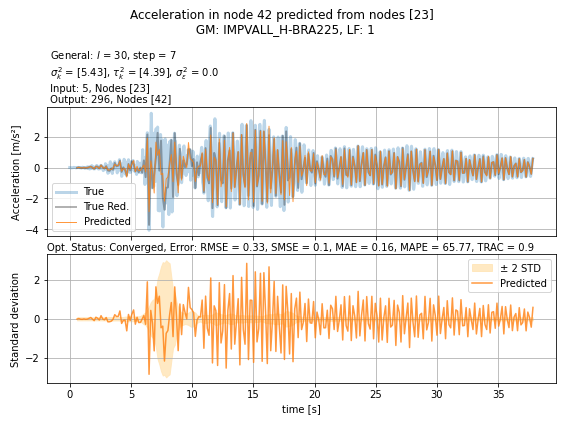 Acceleration in node 42 predicted from nodes [23]
GM: IMPVALL_H-BRA225, LF: 1
General: l = 30, step = 7
σ²ₖ = [5.43], τ²ₖ = [4.39], σ²ε = 0.0
Input: 5, Nodes [23]
Output: 296, Nodes [42]
Acceleration [m/s²]
2
0
−2
−4
True
True Red.
Predicted
Opt. Status: Converged, Error: RMSE = 0.33, SMSE = 0.1, MAE = 0.16, MAPE = 65.77, TRAC = 0.9
Standard deviation
2
0
−2
± 2 STD
Predicted
0 5 10 15 20 25 30 35
time [s]